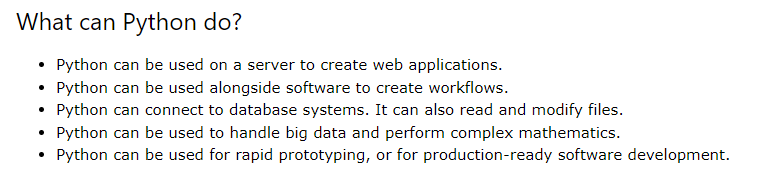 What can Python do?
• Python can be used on a server to create web applications.
• Python can be used alongside software to create workflows.
• Python can connect to database systems. It can also read and modify files.
• Python can be used to handle big data and perform complex mathematics.
• Python can be used for rapid prototyping, or for production-ready software development.